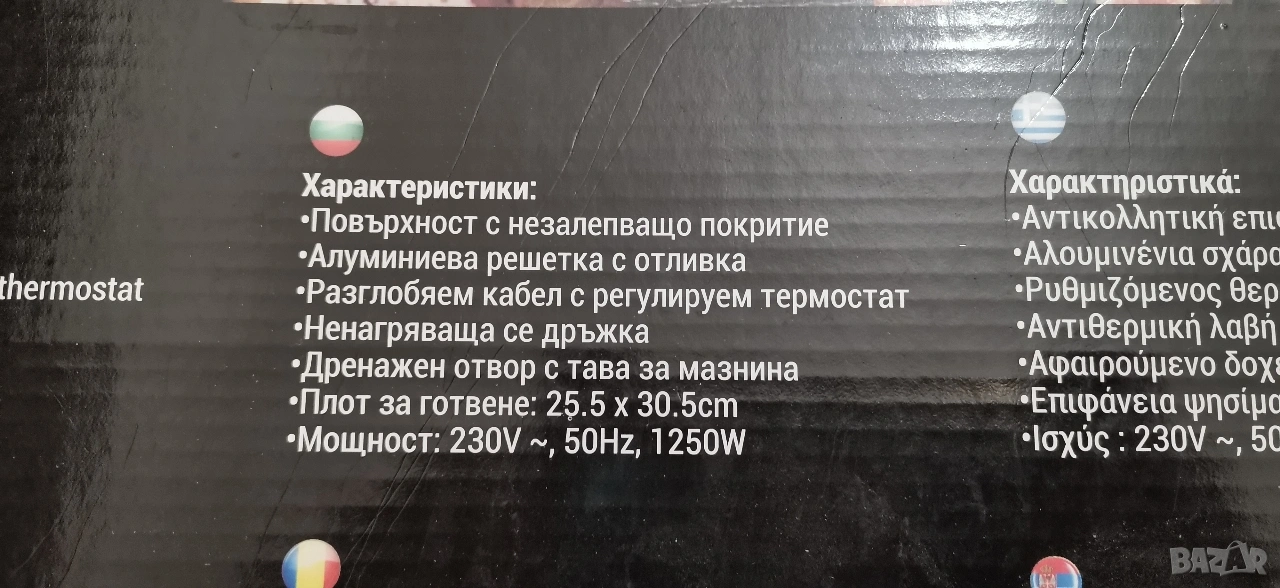 Характеристики:
•Повърхност с незалепващо покритие
•Алуминиева решетка с отливка
•Разглобяем кабел с регулируем термостат
•Ненагряваща се дръжка
•Дренажен отвор с тава за мазнина
•Плот за готвене: 25.5 x 30.5cm
•Мощност: 230V ~, 50Hz, 1250W
thermostat
Χαρακτηριστικά:
•Αντικολλητική
•Αλουμινένια
•Ρυθμιζόμενος
•Αντιθερμική λαβή
•Αφαιρούμενο
•Επιφάνεια
•Ισχύς : 230V ~, 50
BAZAR